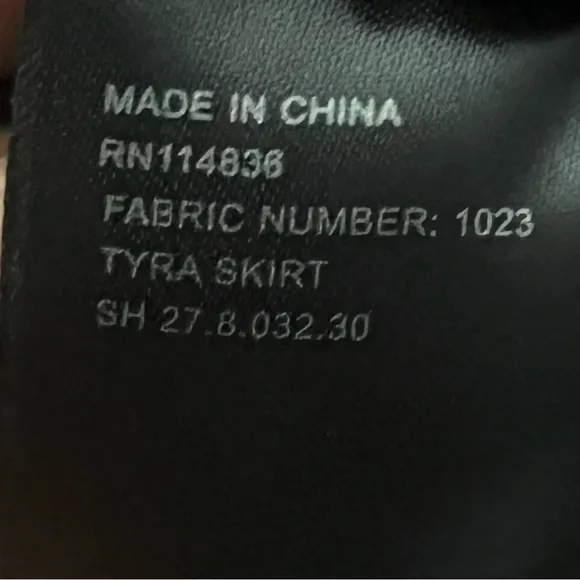 MADE IN CHINA
RN114836
FABRIC NUMBER: 1023
TYRA SKIRT
SH 27.8.032.30